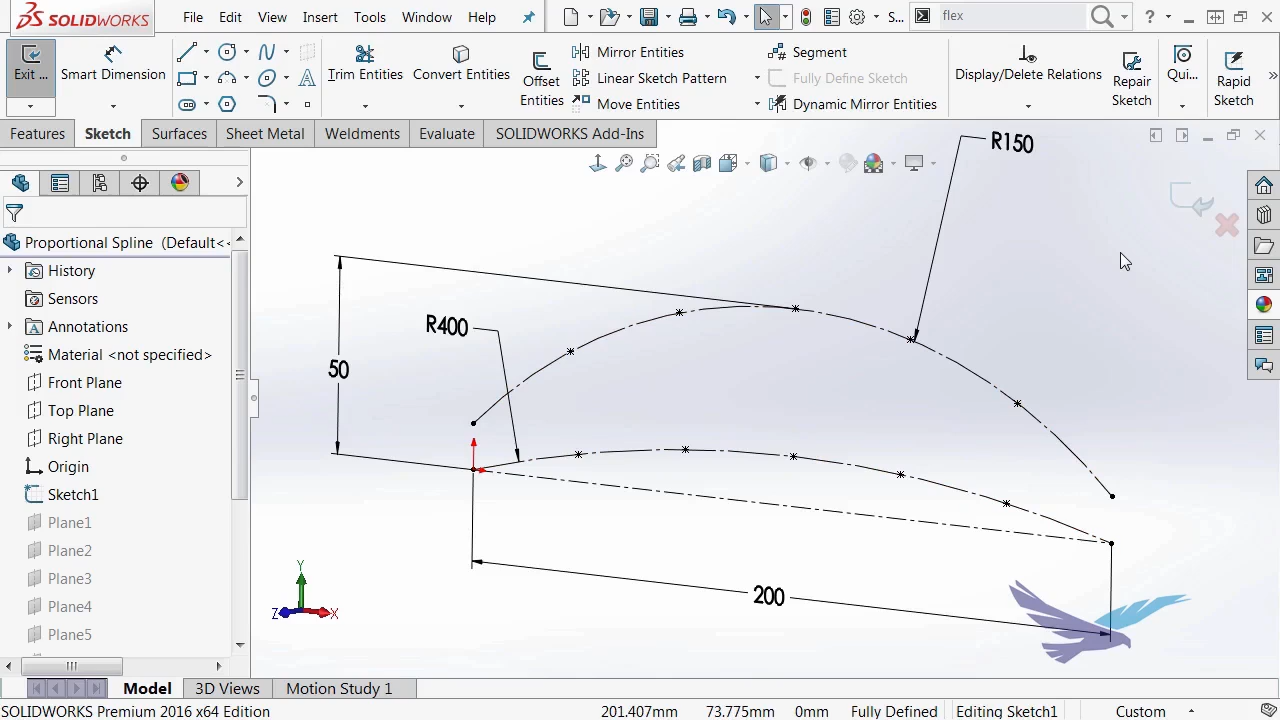 SOLIDWORKS File Edit View Insert Tools Window Help S... flex ?
Exit ... Smart Dimension Trim Entities Convert Entities Offset Entities Mirror Entities Linear Sketch Pattern Move Entities Segment Fully Define Sketch Dynamic Mirror Entities Display/Delete Relations Repair Sketch Qui... Rapid Sketch
Features Sketch Surfaces Sheet Metal Weldments Evaluate SOLIDWORKS Add-Ins
Proportional Spline (Default<<
History
Sensors
Annotations
Material <not specified>
Front Plane
Top Plane
Right Plane
Origin
Sketch1
Plane1
Plane2
Plane3
Plane4
Plane5
R150
R400
50
200
Y
Z X
Model 3D Views Motion Study 1
SOLIDWORKS Premium 2016 x64 Edition 201.407mm 73.775mm 0mm Fully Defined Editing Sketch1 Custom